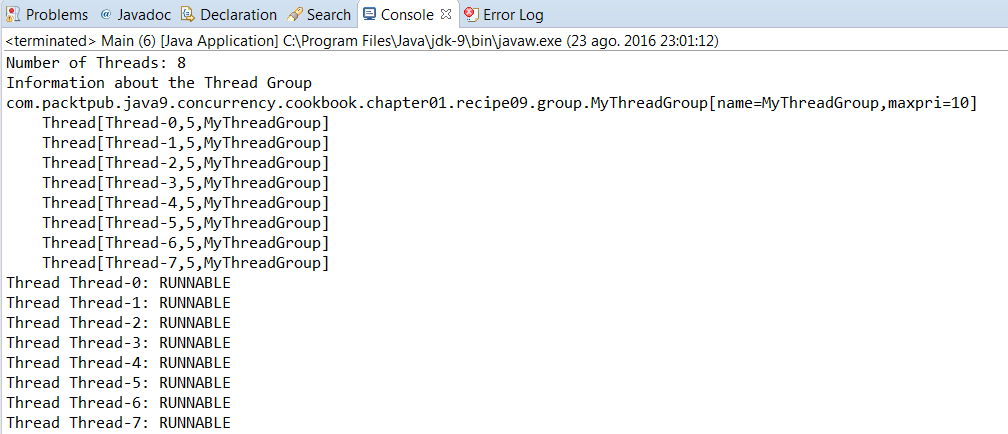 Problems @ Javadoc Declaration Search Console Error Log
<terminated> Main (6) [Java Application] C:\Program Files\Java\jdk-9\bin\javaw.exe (23 ago. 2016 23:01:12)
Number of Threads: 8
Information about the Thread Group
com.packtpub.java9.concurrency.cookbook.chapter01.recipe09.group.MyThreadGroup[name=MyThreadGroup,maxpri=10]
    Thread[Thread-0,5,MyThreadGroup]
    Thread[Thread-1,5,MyThreadGroup]
    Thread[Thread-2,5,MyThreadGroup]
    Thread[Thread-3,5,MyThreadGroup]
    Thread[Thread-4,5,MyThreadGroup]
    Thread[Thread-5,5,MyThreadGroup]
    Thread[Thread-6,5,MyThreadGroup]
    Thread[Thread-7,5,MyThreadGroup]
Thread Thread-0: RUNNABLE
Thread Thread-1: RUNNABLE
Thread Thread-2: RUNNABLE
Thread Thread-3: RUNNABLE
Thread Thread-4: RUNNABLE
Thread Thread-5: RUNNABLE
Thread Thread-6: RUNNABLE
Thread Thread-7: RUNNABLE